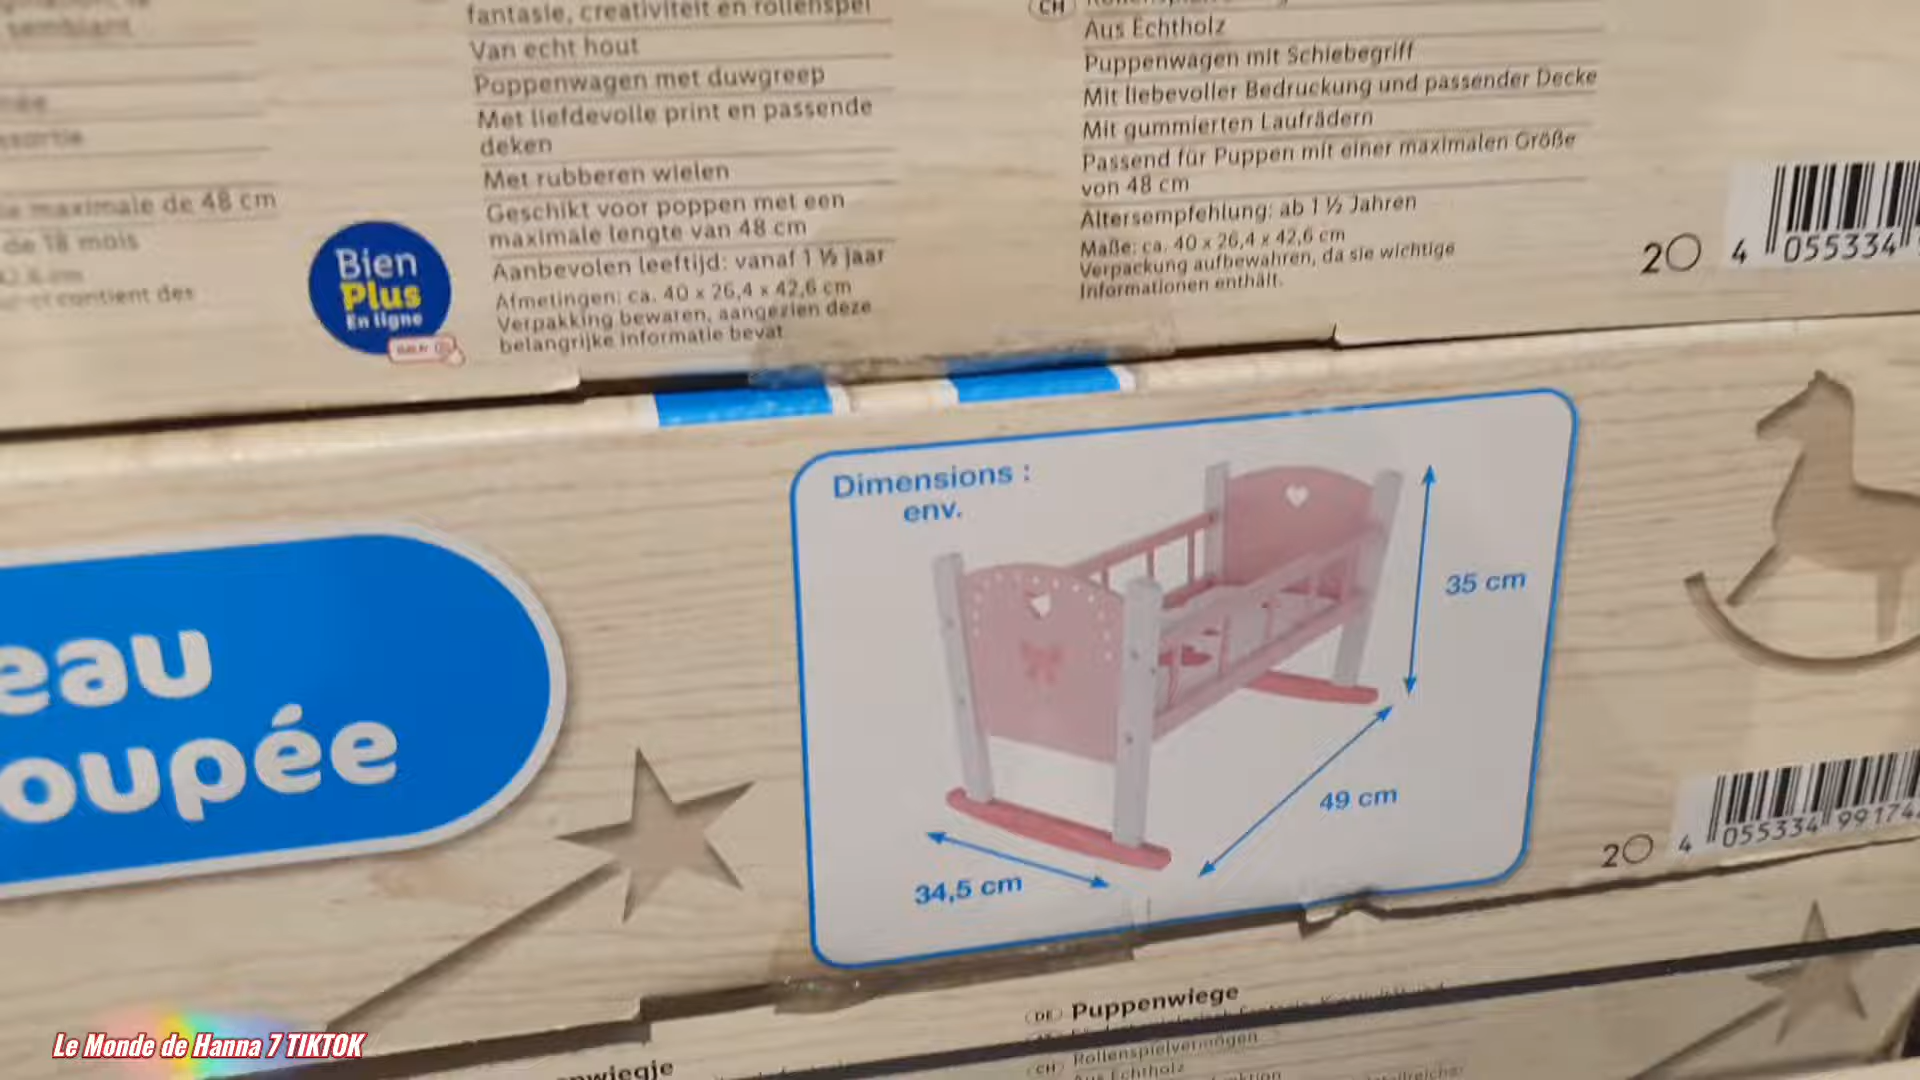 semblant
maximale de 48 cm
de 18 mois
contient des
Bien
Plus
En ligne
fantasie, creativiteit en rollenspel
Van echt hout
Poppenwagen met duwgreep
Met liefdevolle print en passende
deken
Met rubberen wielen
Geschikt voor poppen met een
maximale lengte van 48 cm
Aanbevolen leeftijd: vanaf 1 ½ jaar
Afmetingen: ca. 40 x 26,4 x 42,6 cm
Verpakking bewaren, aangezien deze
belangrijke informatie bevat
CH
Aus Echtholz
Puppenwagen mit Schiebegriff
Mit liebevoller Bedruckung und passender Decke
Mit gummierten Laufrädern
Passend für Puppen mit einer maximalen Größe
von 48 cm
Altersempfehlung: ab 1 ½ Jahren
Maße: ca. 40 x 26,4 x 42,6 cm
Verpackung aufbewahren, da sie wichtige
Informationen enthält.
2 4 055334
eau
oupée
Dimensions :
env.
35 cm
49 cm
34,5 cm
2 4 055334 99174
DE Puppenwiege
CH Rollenspielvermögen
Aus Echtholz
Le Monde de Hanna 7 TIKTOK